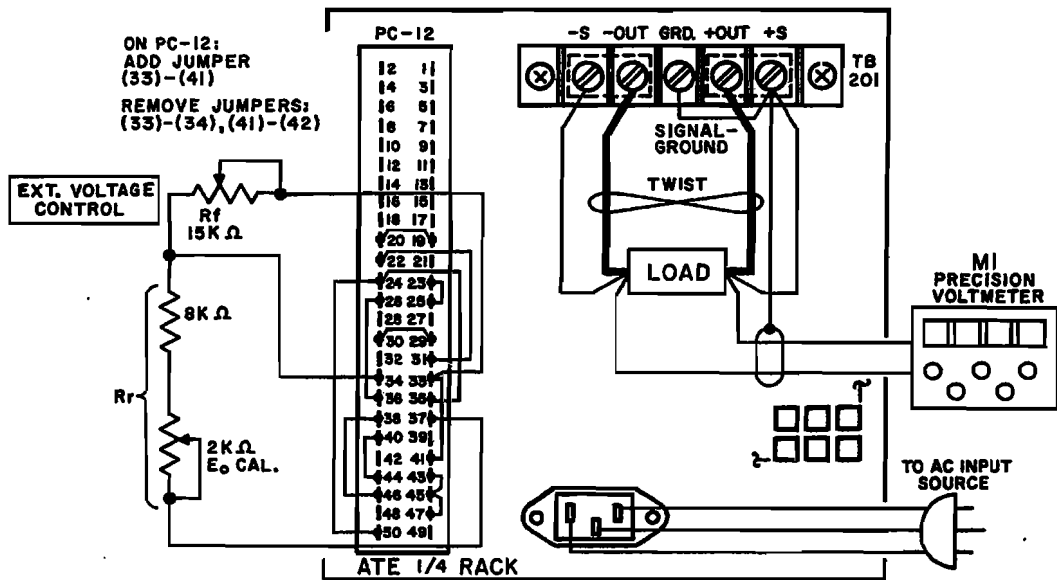 ON PC-12:
ADD JUMPER
(33)-(41)
REMOVE JUMPERS:
(33)-(34),(41)-(42)
EXT. VOLTAGE
CONTROL
Rf
15K Ω
8K Ω
Rr
2K Ω
E₀ CAL.
PC-12
2 1
4 3
6 5
8 7
10 9
12 11
14 13
16 15
18 17
20 19
22 21
24 23
26 25
28 27
30 29
32 31
34 33
36 35
38 37
40 39
42 41
44 43
46 45
48 47
50 49
ATE 1/4 RACK
-S -OUT GRD. +OUT +S
TB
201
SIGNAL-
GROUND
TWIST
LOAD
M1
PRECISION
VOLTMETER
TO AC INPUT
SOURCE